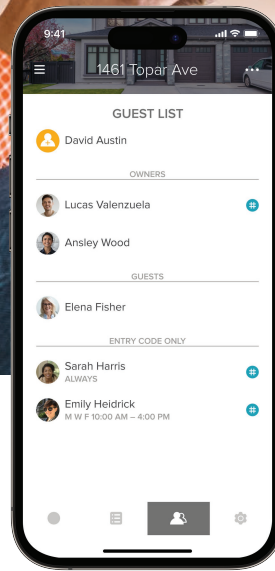 9:41
1461 Topar Ave
GUEST LIST
David Austin
OWNERS
Lucas Valenzuela
#
Ansley Wood
GUESTS
Elena Fisher
ENTRY CODE ONLY
Sarah Harris
ALWAYS
#
Emily Heidrick
M W F 10:00 AM – 4:00 PM
#